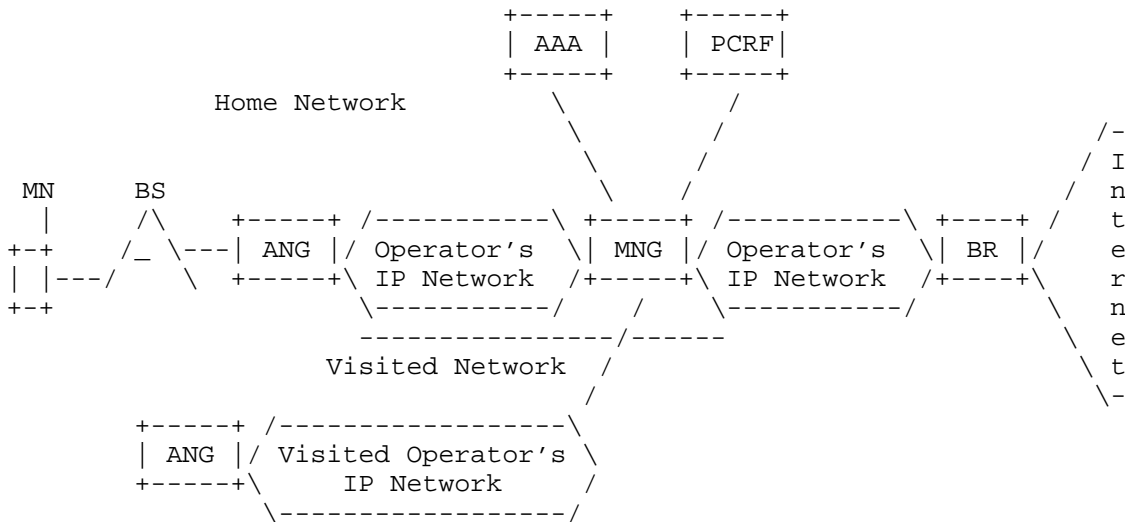 AAA PCRF
Home Network
MN BS
ANG Operator's IP Network MNG Operator's IP Network BR
Internet
Visited Network
ANG Visited Operator's IP Network